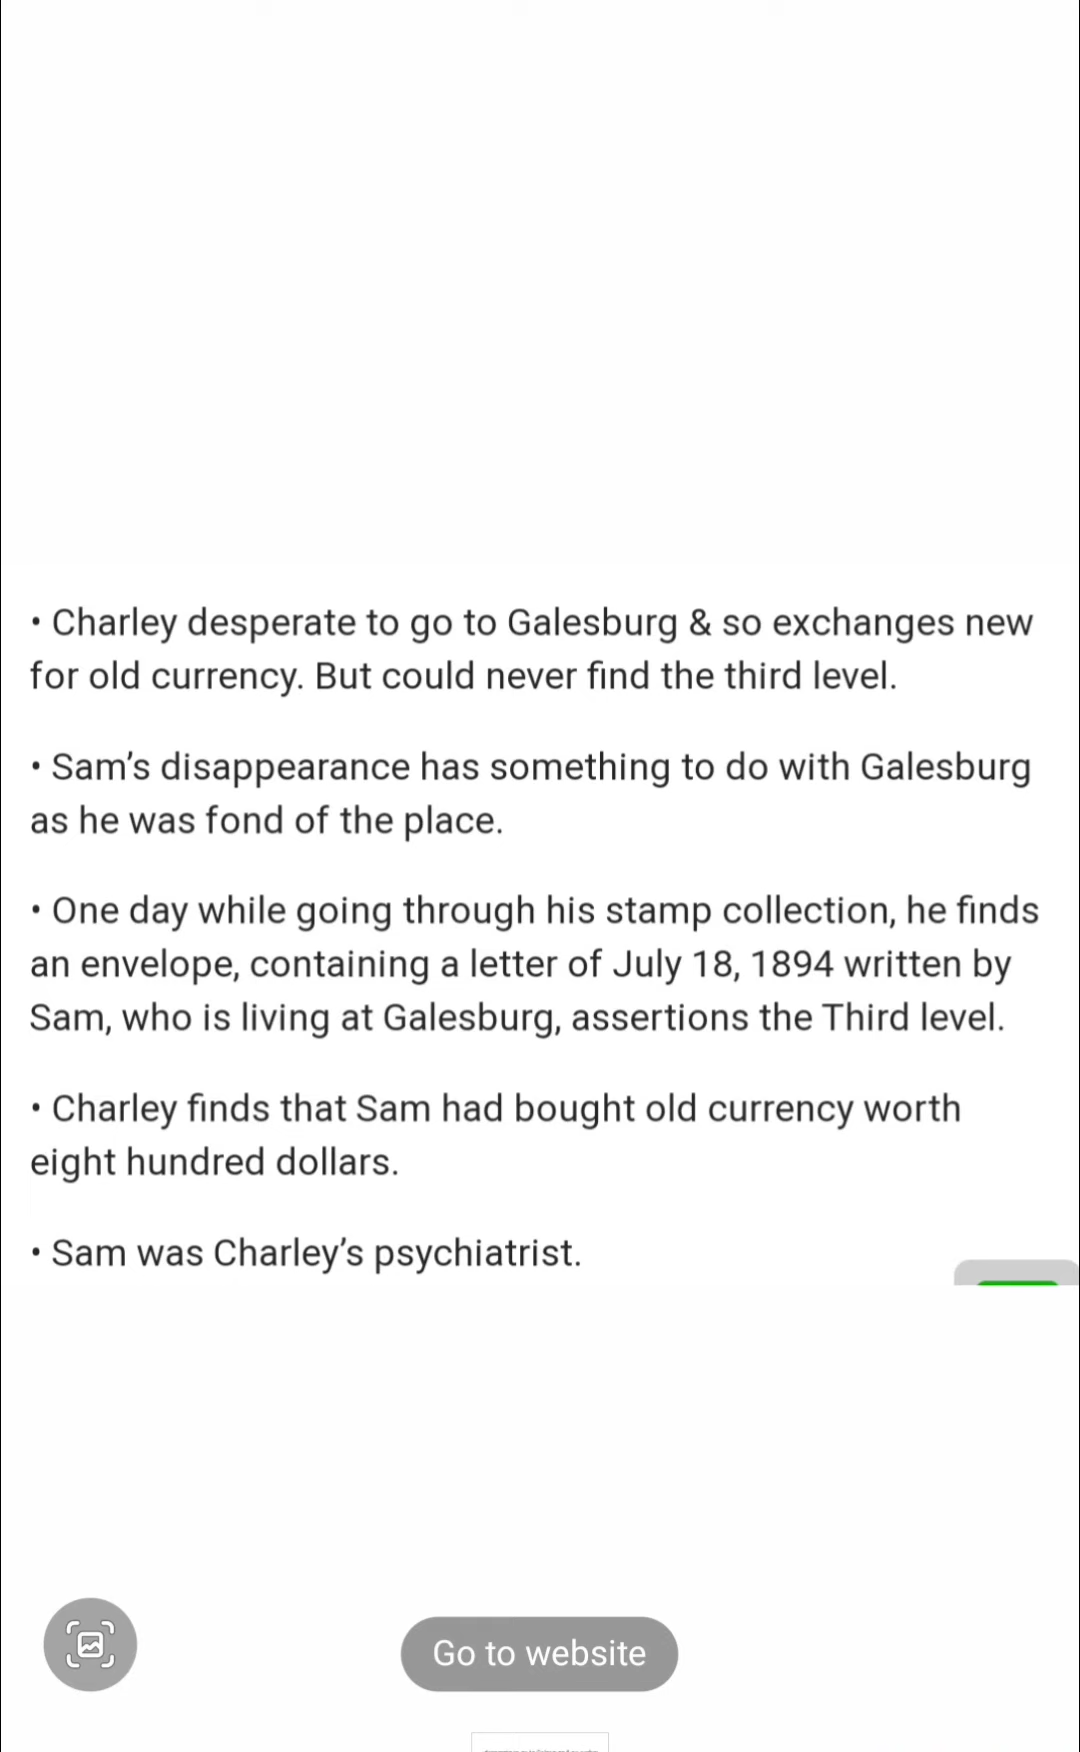 • Charley desperate to go to Galesburg & so exchanges new
for old currency. But could never find the third level.
• Sam’s disappearance has something to do with Galesburg
as he was fond of the place.
• One day while going through his stamp collection, he finds
an envelope, containing a letter of July 18, 1894 written by
Sam, who is living at Galesburg, assertions the Third level.
• Charley finds that Sam had bought old currency worth
eight hundred dollars.
• Sam was Charley’s psychiatrist.
Go to website